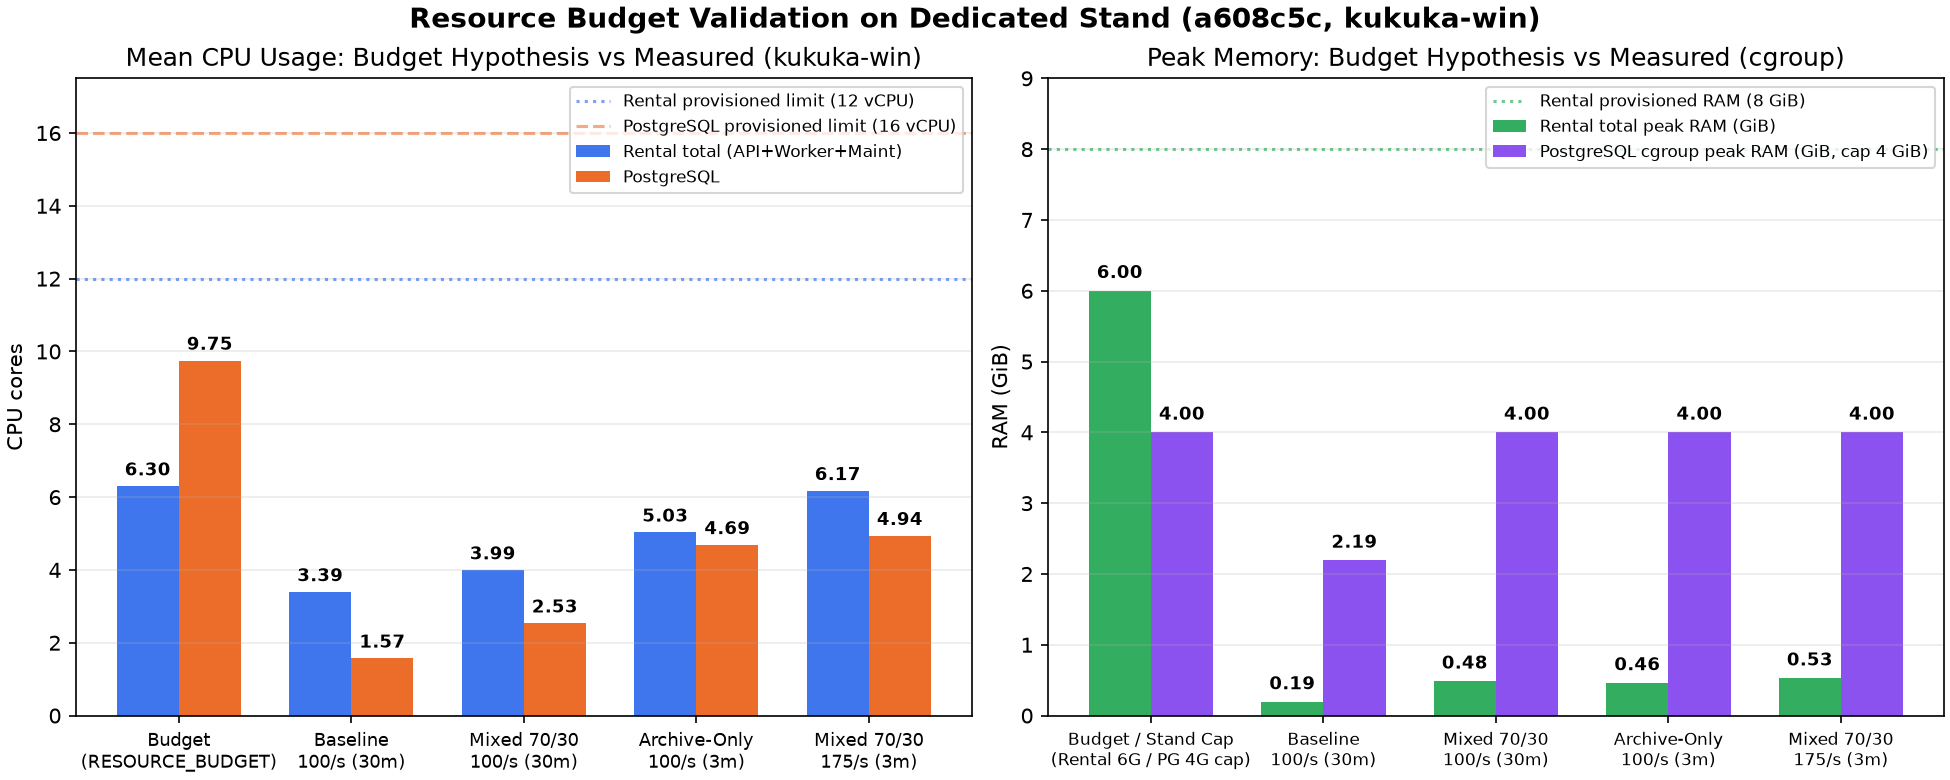 Resource Budget Validation on Dedicated Stand (a608c5c, kukuka-win)
Mean CPU Usage: Budget Hypothesis vs Measured (kukuka-win)
Rental provisioned limit (12 vCPU)
PostgreSQL provisioned limit (16 vCPU)
Rental total (API+Worker+Maint)
PostgreSQL
CPU cores
16
14
12
10
8
6
4
2
0
6.30
9.75
3.39
1.57
3.99
2.53
5.03
4.69
6.17
4.94
Budget
(RESOURCE_BUDGET)
Baseline
100/s (30m)
Mixed 70/30
100/s (30m)
Archive-Only
100/s (3m)
Mixed 70/30
175/s (3m)
Peak Memory: Budget Hypothesis vs Measured (cgroup)
Rental provisioned RAM (8 GiB)
Rental total peak RAM (GiB)
PostgreSQL cgroup peak RAM (GiB, cap 4 GiB)
RAM (GiB)
9
8
7
6
5
4
3
2
1
0
6.00
4.00
0.19
2.19
0.48
4.00
0.46
4.00
0.53
4.00
Budget / Stand Cap
(Rental 6G / PG 4G cap)
Baseline
100/s (30m)
Mixed 70/30
100/s (30m)
Archive-Only
100/s (3m)
Mixed 70/30
175/s (3m)